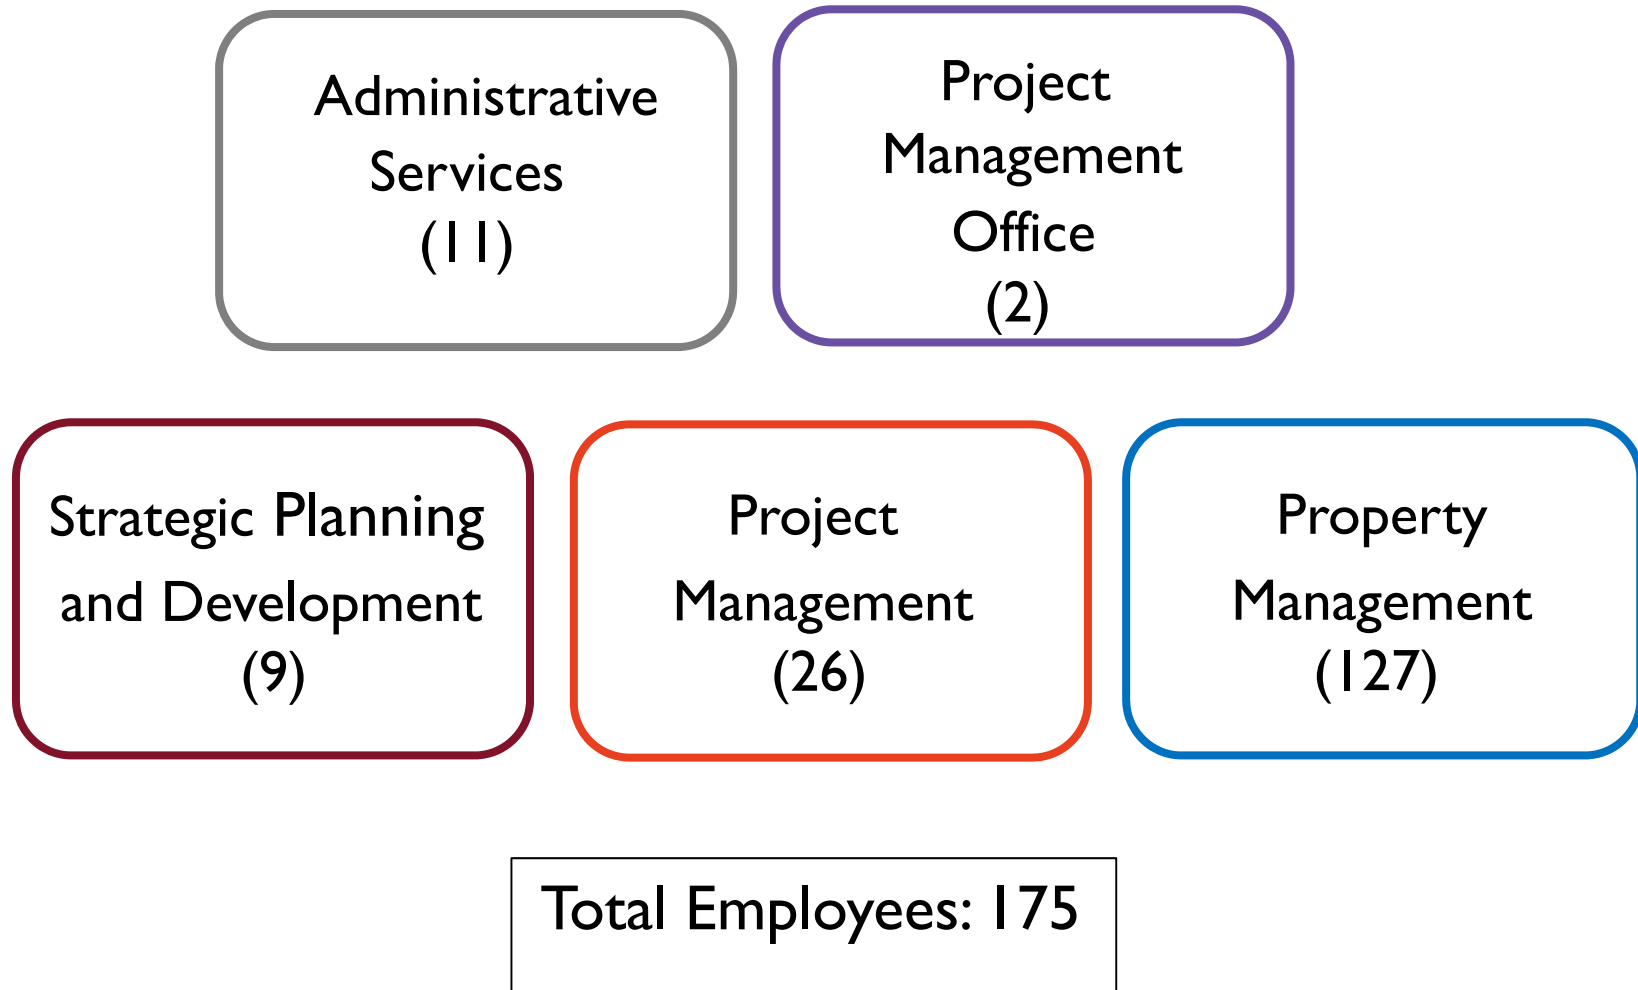 Administrative
Services
(11)
Project
Management
Office
(2)
Strategic Planning
and Development
(9)
Project
Management
(26)
Property
Management
(127)
Total Employees: 175